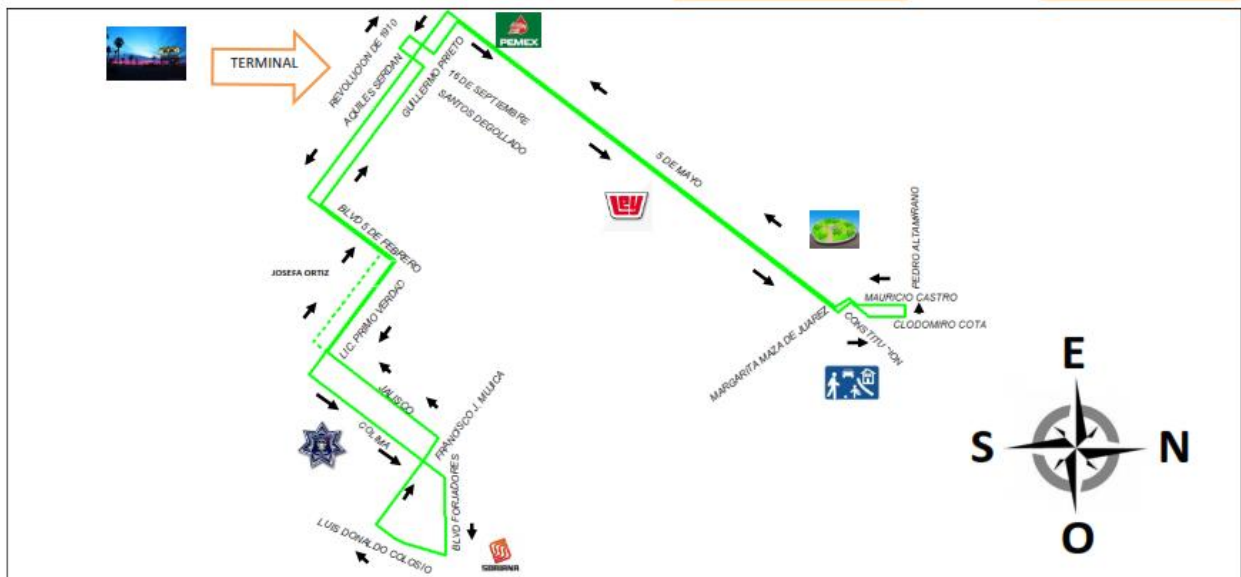 TERMINAL
REVOLUCION DE 1910
AQUILES SERDAN
GUILLERMO PRIETO
PEMEX
16 DE SEPTIEMBRE
SANTOS DEGOLLADO
5 DE MAYO
Ley
BLVD 5 DE FEBRERO
JOSEFA ORTIZ
LIC. PRIMO VERDAD
PEDRO ALTAMIRANO
MAURICIO CASTRO
CLODOMIRO COTA
MARGARITA MAZA DE JUAREZ
JALISCO
COLIMA
FRANCISCO J. MUJICA
BLVD FORJADORES
LUIS DONALDO COLOSIO
SORIANA
E
S
N
O